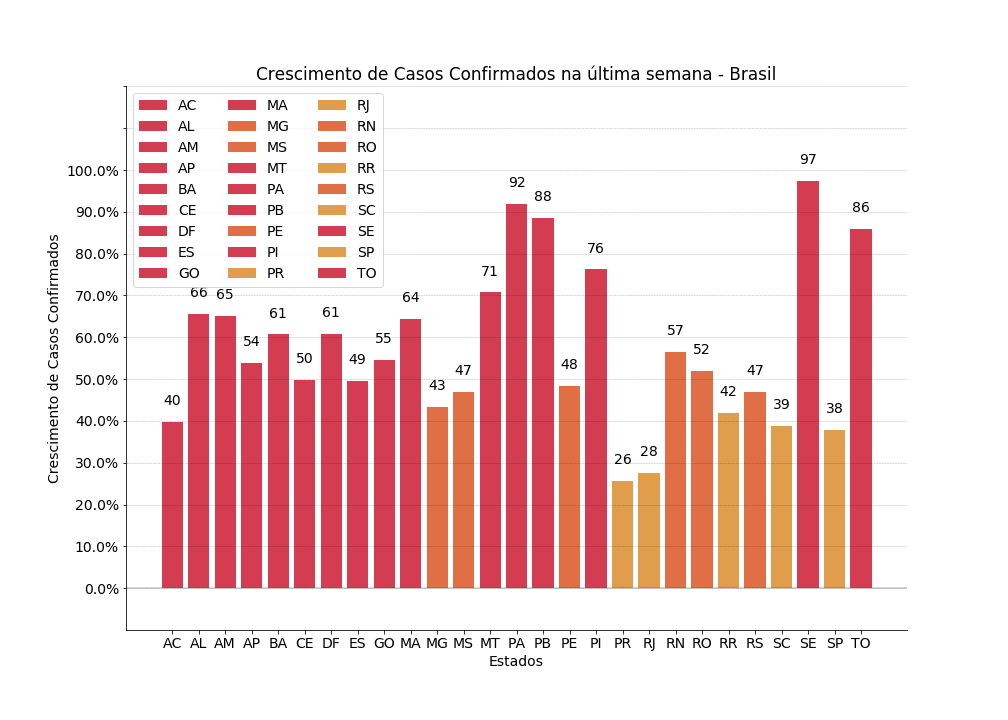 Crescimento de Casos Confirmados na última semana - Brasil
AC MA RJ
AL MG RN
AM MS RO
AP MT RR
BA PA RS
CE PB SC
DF PE SE
ES PI SP
GO PR TO
Crescimento de Casos Confirmados
100.0%
90.0%
80.0%
70.0%
60.0%
50.0%
40.0%
30.0%
20.0%
10.0%
0.0%
40 66 65 54 61 50 61 49 55 64 43 47 71 92 88 48 76 26 28 57 52 42 47 39 97 38 86
AC AL AM AP BA CE DF ES GO MA MG MS MT PA PB PE PI PR RJ RN RO RR RS SC SE SP TO
Estados